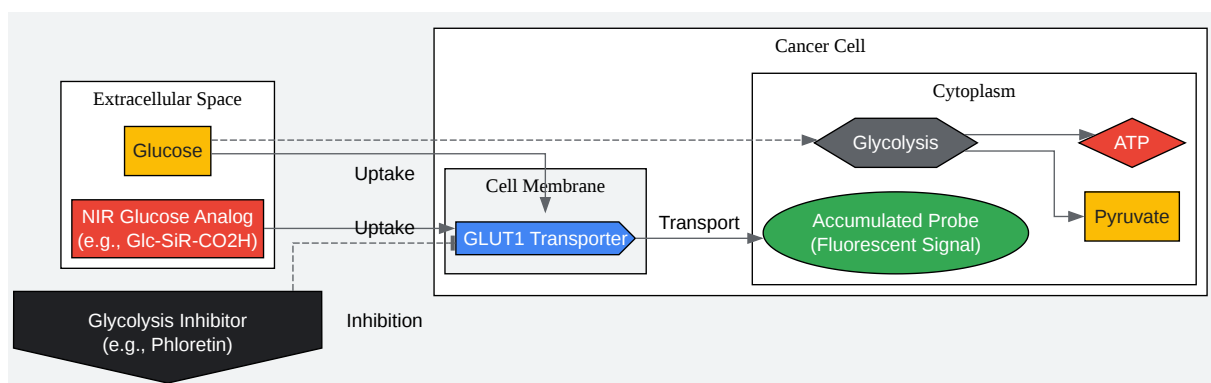 Cancer Cell
Extracellular Space
Cytoplasm
Glucose
Glycolysis
ATP
Uptake
Cell Membrane
NIR Glucose Analog
(e.g., Glc-SiR-CO2H)
Uptake
GLUT1 Transporter
Transport
Accumulated Probe
(Fluorescent Signal)
Pyruvate
Glycolysis Inhibitor
(e.g., Phloretin)
Inhibition